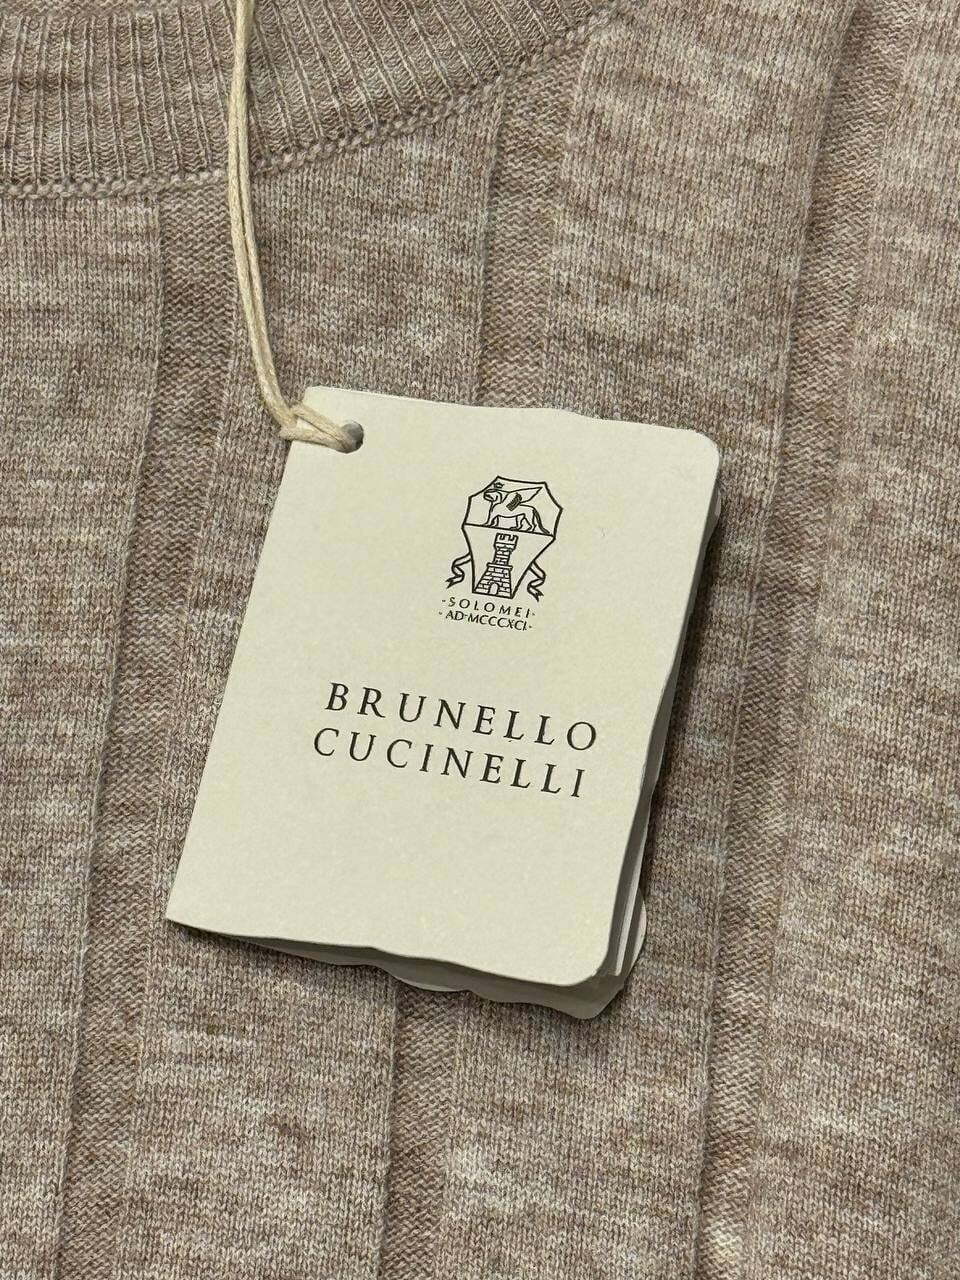 ·SOLOMEI·
·AD·MCCCXCI·
BRUNELLO
CUCINELLI